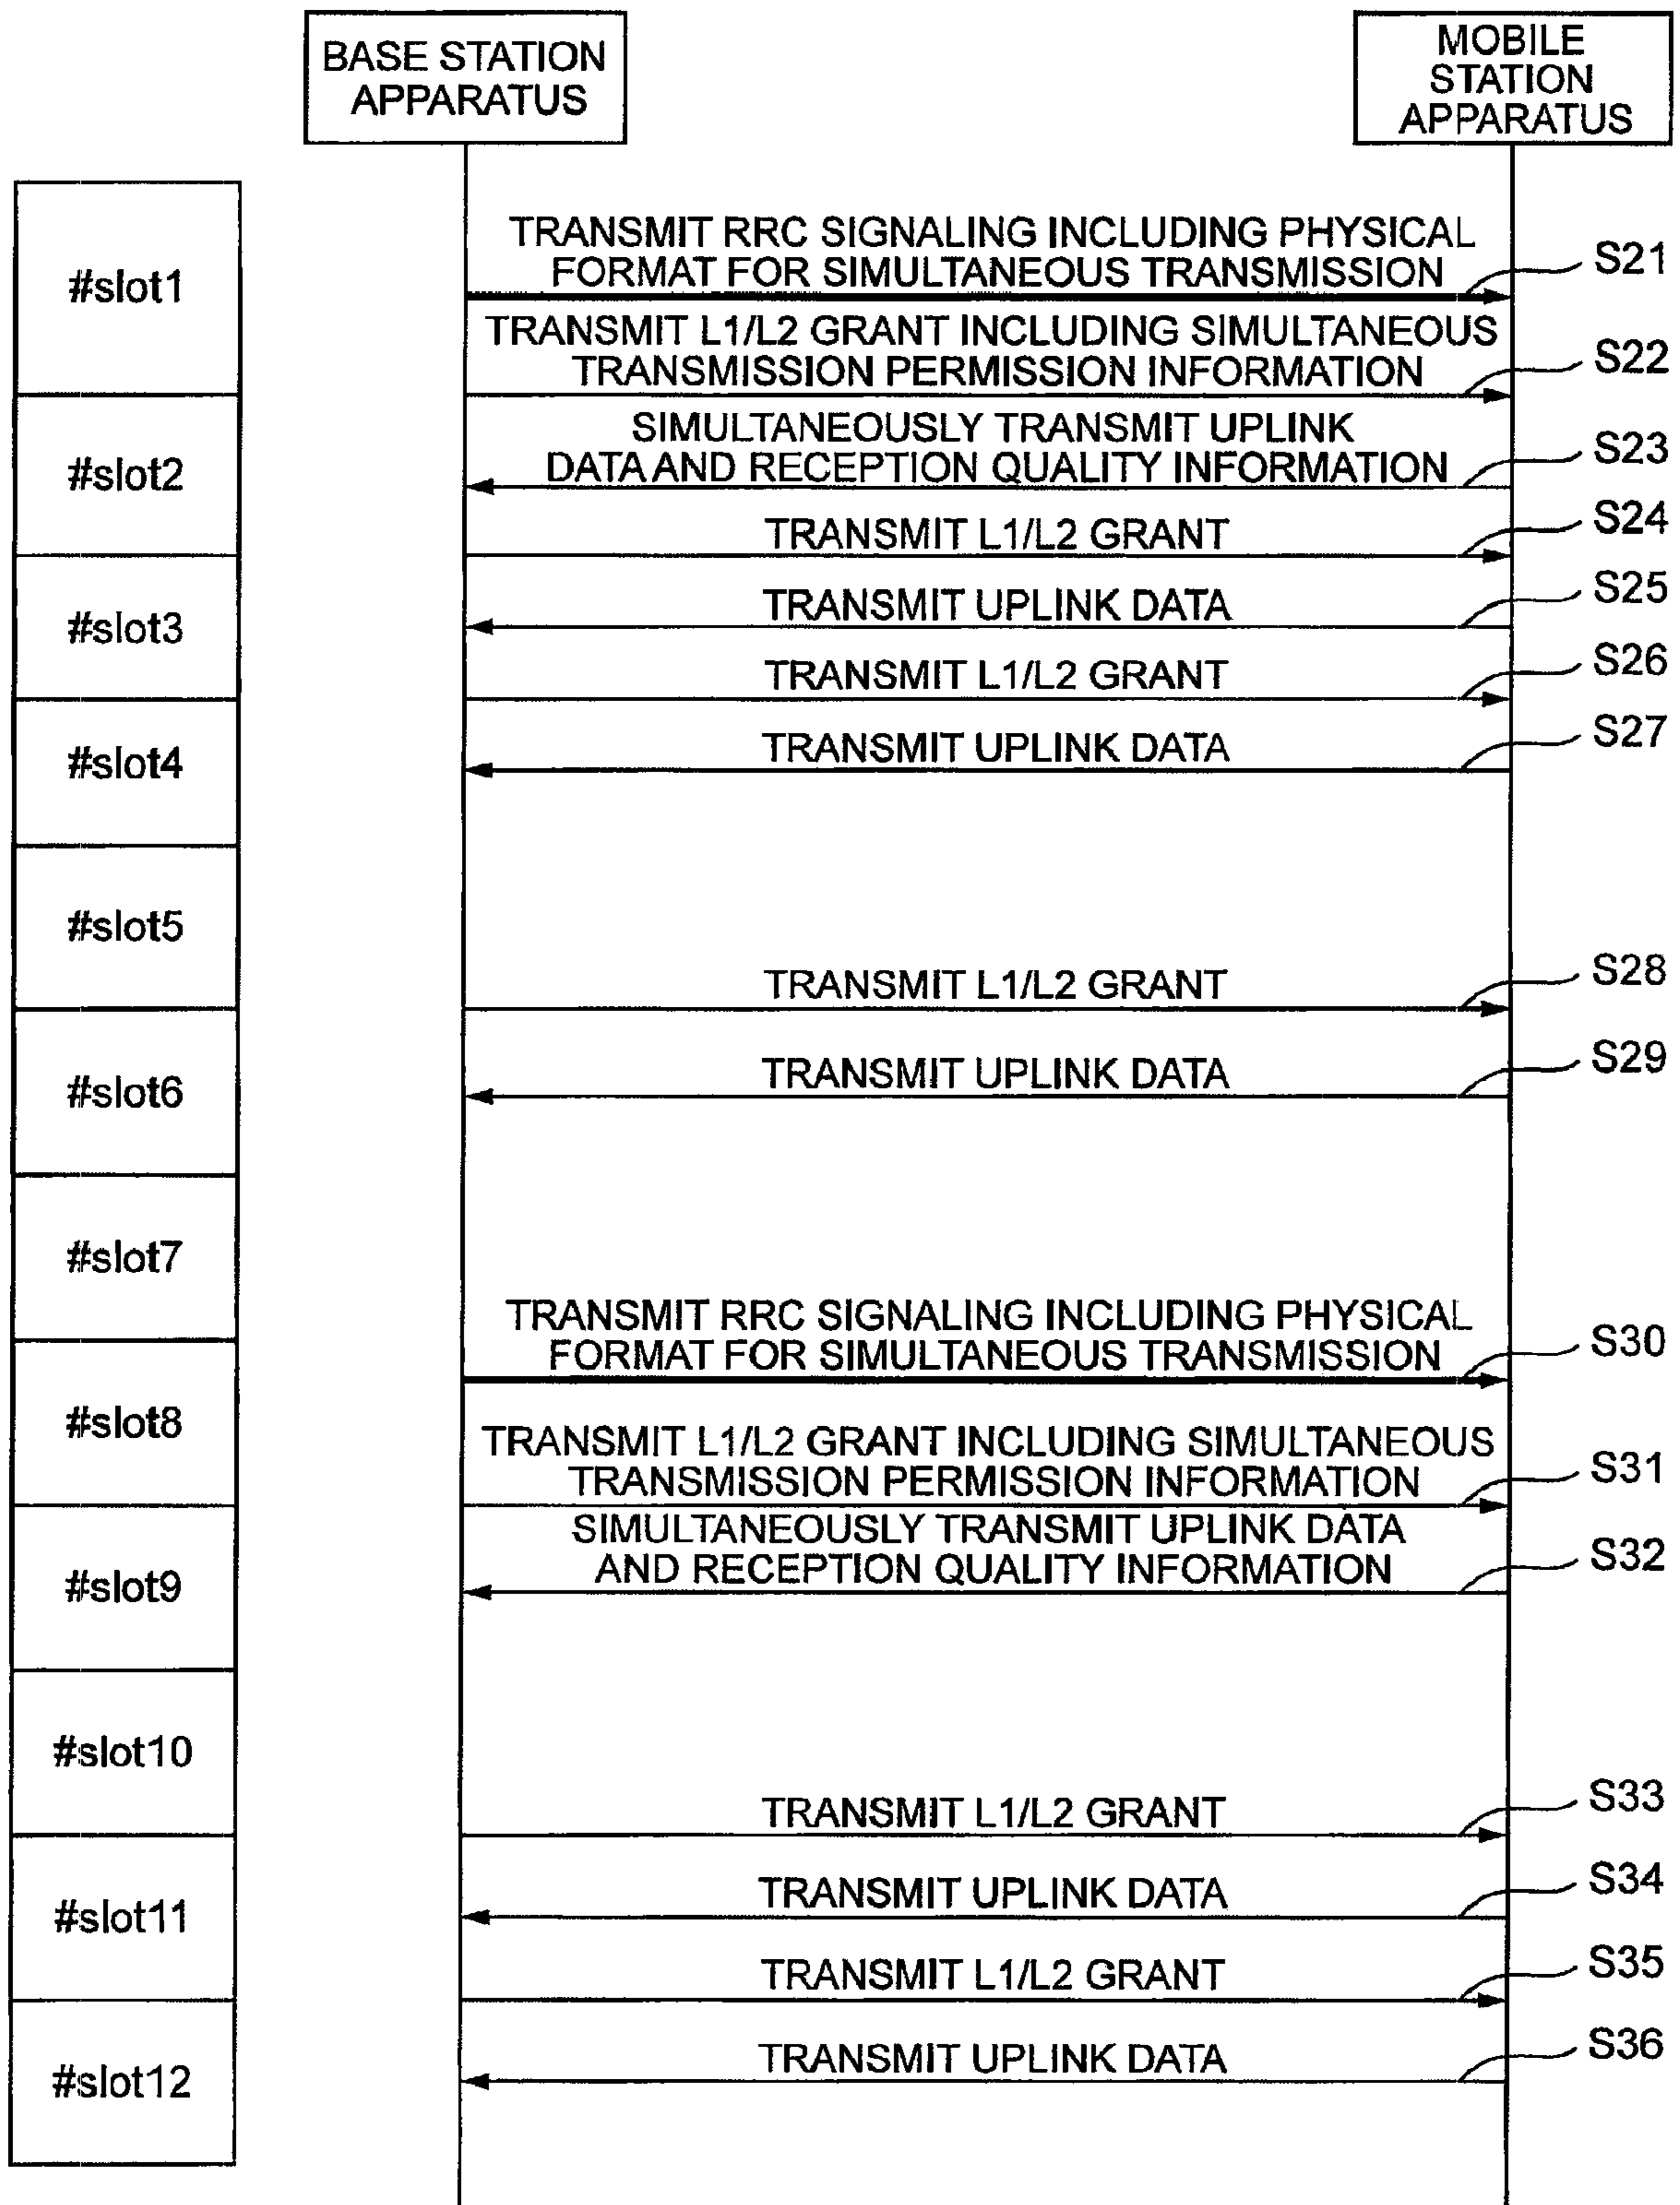 BASE STATION
APPARATUS
MOBILE
STATION
APPARATUS
#slot1
TRANSMIT RRC SIGNALING INCLUDING PHYSICAL
FORMAT FOR SIMULTANEOUS TRANSMISSION
S21
TRANSMIT L1/L2 GRANT INCLUDING SIMULTANEOUS
TRANSMISSION PERMISSION INFORMATION
S22
#slot2
SIMULTANEOUSLY TRANSMIT UPLINK
DATA AND RECEPTION QUALITY INFORMATION
S23
TRANSMIT L1/L2 GRANT
S24
#slot3
TRANSMIT UPLINK DATA
S25
TRANSMIT L1/L2 GRANT
S26
#slot4
TRANSMIT UPLINK DATA
S27
#slot5
TRANSMIT L1/L2 GRANT
S28
#slot6
TRANSMIT UPLINK DATA
S29
#slot7
TRANSMIT RRC SIGNALING INCLUDING PHYSICAL
FORMAT FOR SIMULTANEOUS TRANSMISSION
S30
#slot8
TRANSMIT L1/L2 GRANT INCLUDING SIMULTANEOUS
TRANSMISSION PERMISSION INFORMATION
S31
#slot9
SIMULTANEOUSLY TRANSMIT UPLINK DATA
AND RECEPTION QUALITY INFORMATION
S32
#slot10
TRANSMIT L1/L2 GRANT
S33
#slot11
TRANSMIT UPLINK DATA
S34
TRANSMIT L1/L2 GRANT
S35
#slot12
TRANSMIT UPLINK DATA
S36